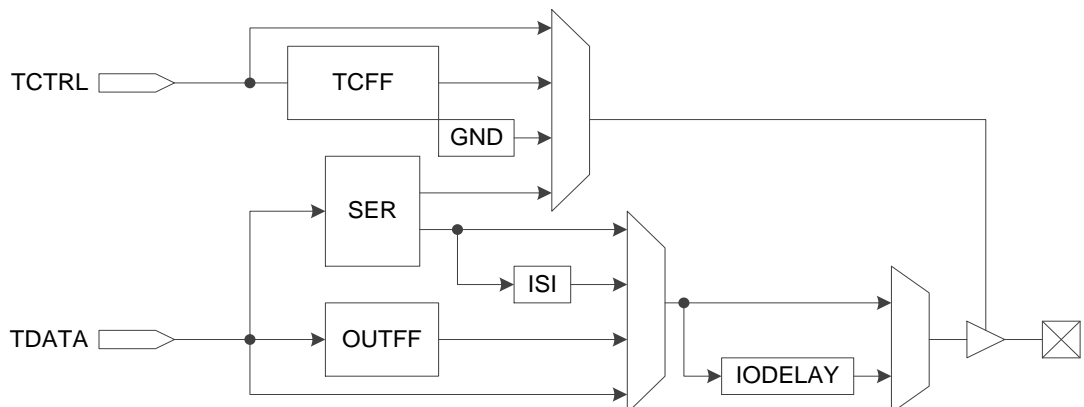 TCTRL
TCFF
GND
SER
ISI
TDATA
OUTFF
IODELAY